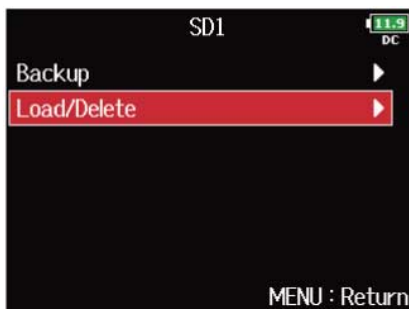 SD1
11.9
DC
Backup
Load/Delete
MENU : Return